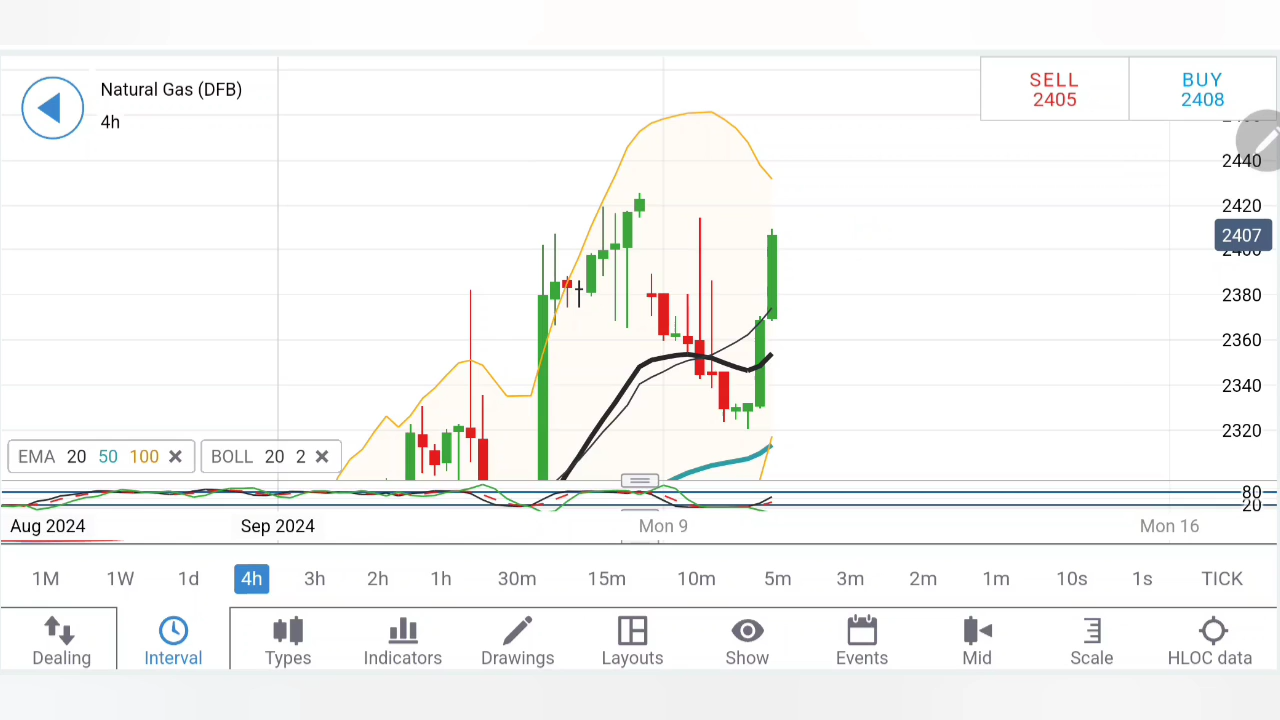 Natural Gas (DFB)
4h
SELL
2405
BUY
2408
2440
2420
2407
2400
2380
2360
2340
2320
EMA 20 50 100
BOLL 20 2
80
20
Aug 2024 Sep 2024 Mon 9 Mon 16
1M 1W 1d 4h 3h 2h 1h 30m 15m 10m 5m 3m 2m 1m 10s 1s TICK
Dealing Interval Types Indicators Drawings Layouts Show Events Mid Scale HLOC data